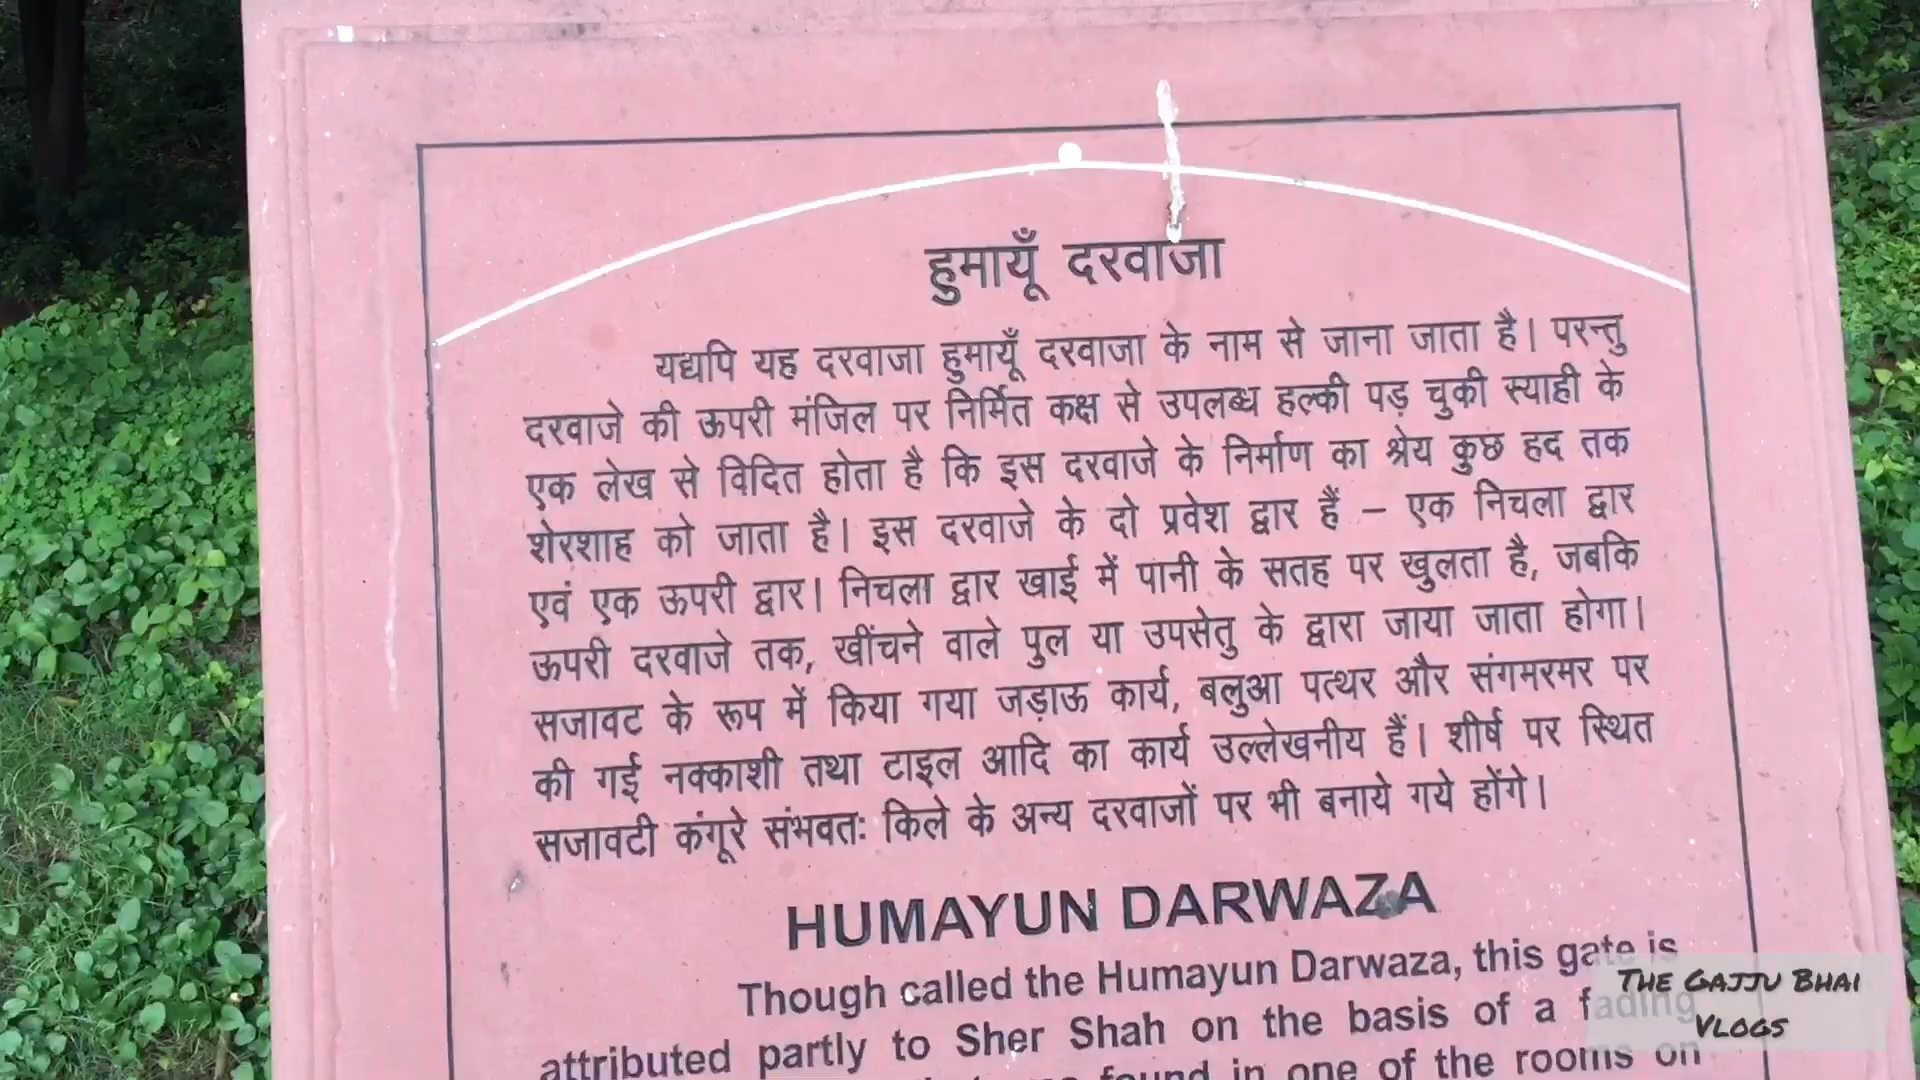 हुमायूँ दरवाजा
यद्यपि यह दरवाजा हुमायूँ दरवाजा के नाम से जाना जाता है। परन्तु
दरवाजे की ऊपरी मंजिल पर निर्मित कक्ष से उपलब्ध हल्की पड़ चुकी स्याही के
एक लेख से विदित होता है कि इस दरवाजे के निर्माण का श्रेय कुछ हद तक
शेरशाह को जाता है। इस दरवाजे के दो प्रवेश द्वार हैं – एक निचला द्वार
एवं एक ऊपरी द्वार। निचला द्वार खाई में पानी के सतह पर खुलता है, जबकि
ऊपरी दरवाजे तक, खींचने वाले पुल या उपसेतु के द्वारा जाया जाता होगा।
सजावट के रूप में किया गया जड़ाऊ कार्य, बलुआ पत्थर और संगमरमर पर
की गई नक्काशी तथा टाइल आदि का कार्य उल्लेखनीय हैं। शीर्ष पर स्थित
सजावटी कंगूरे संभवतः किले के अन्य दरवाजों पर भी बनाये गये होंगे।
HUMAYUN DARWAZA
Though called the Humayun Darwaza, this gate is
attributed partly to Sher Shah on the basis of a fading
found in one of the rooms on
THE GAJJU BHAI
VLOGS